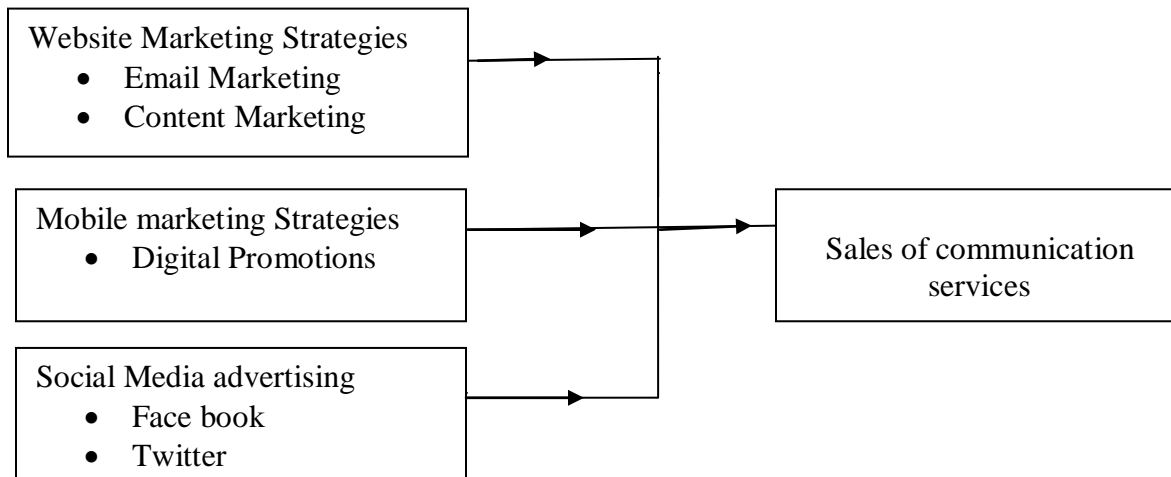 Website Marketing Strategies
• Email Marketing
• Content Marketing
Mobile marketing Strategies
• Digital Promotions
Sales of communication
services
Social Media advertising
• Face book
• Twitter